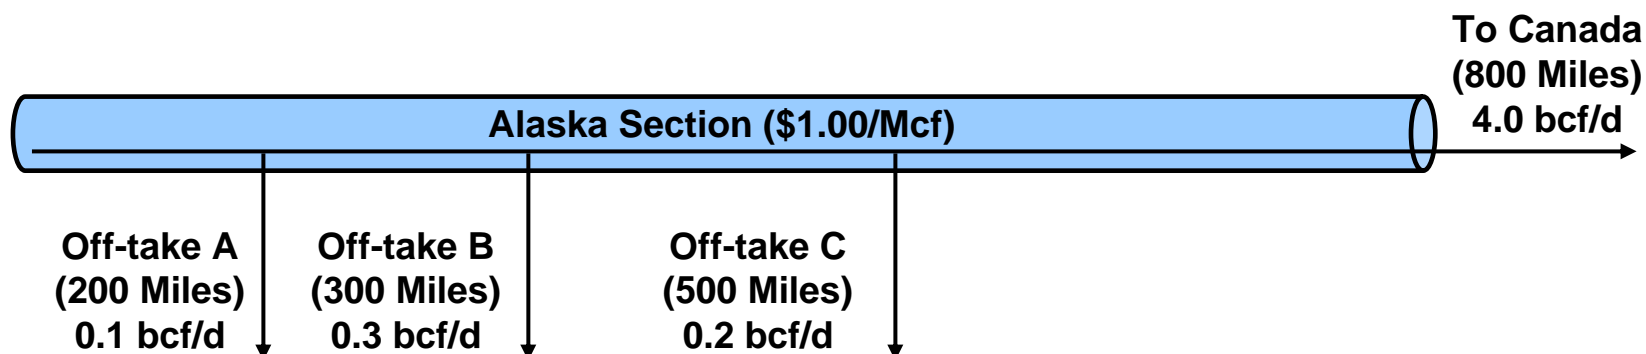 To Canada
(800 Miles)
4.0 bcf/d
Alaska Section ($1.00/Mcf)
Off-take A
(200 Miles)
0.1 bcf/d
Off-take B
(300 Miles)
0.3 bcf/d
Off-take C
(500 Miles)
0.2 bcf/d